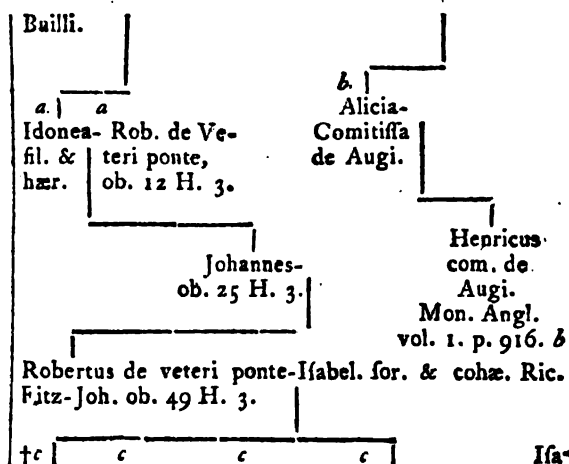 Bailli.
b.
a. a Alicia-
Idonea- Rob. de Ve- Comitiſſa
fil. & teri ponte, de Augi.
hær. ob. 12 H. 3.
Henricus
Johannes- com. de
ob. 25 H. 3. Augi.
Mon. Angl.
vol. 1. p. 916. b
Robertus de veteri ponte-Iſabel. ſor. & cohæ. Ric.
Fitz-Joh. ob. 49 H. 3.
†c c c c Iſa-